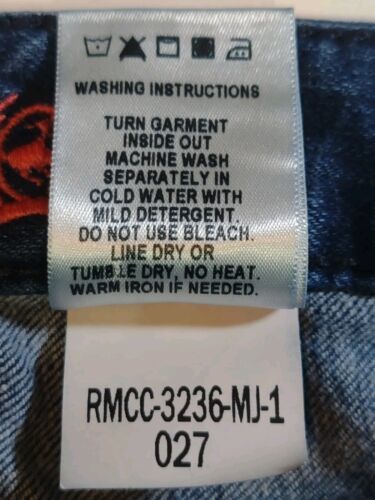 WASHING INSTRUCTIONS
TURN GARMENT
INSIDE OUT
MACHINE WASH
SEPARATELY IN
COLD WATER WITH
MILD DETERGENT.
DO NOT USE BLEACH.
LINE DRY OR
TUMBLE DRY, NO HEAT.
WARM IRON IF NEEDED.
RMCC-3236-MJ-1
027